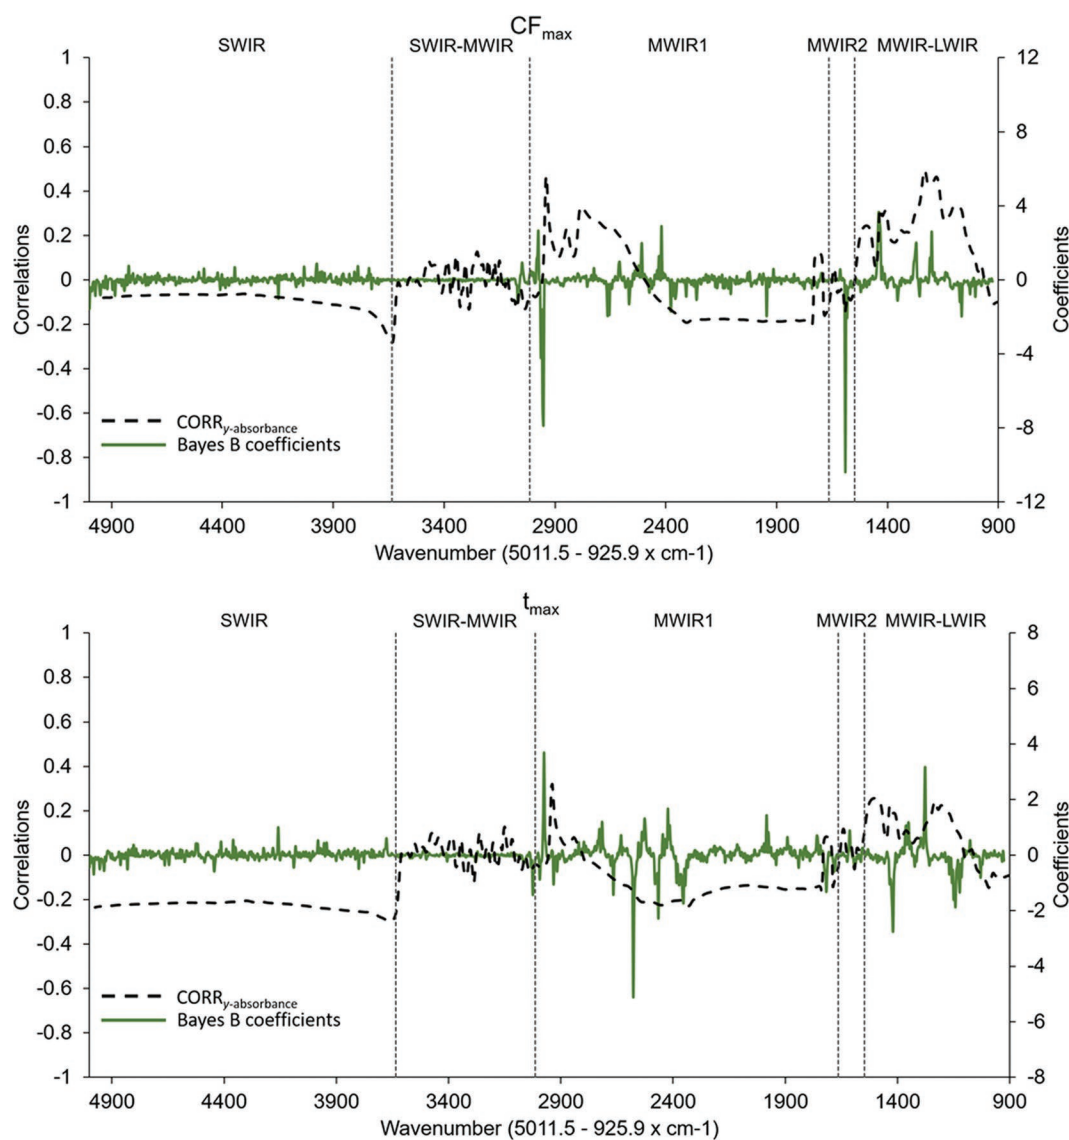 CFmax
SWIR SWIR-MWIR MWIR1 MWIR2 MWIR-LWIR
1 12
0.8
0.6 8
0.4 4
0.2
0 0
-0.2
-0.4 -4
-0.6
-0.8 -8
-1 -12
Correlations
Coefficients
CORRy-absorbance
Bayes B coefficients
4900 4400 3900 3400 2900 2400 1900 1400 900
Wavenumber (5011.5 - 925.9 x cm-1)
tmax
SWIR SWIR-MWIR MWIR1 MWIR2 MWIR-LWIR
1 8
0.8 6
0.6
0.4 4
0.2 2
0 0
-0.2 -2
-0.4
-0.6 -4
-0.8 -6
-1 -8
Correlations
Coefficients
CORRy-absorbance
Bayes B coefficients
4900 4400 3900 3400 2900 2400 1900 1400 900
Wavenumber (5011.5 - 925.9 x cm-1)